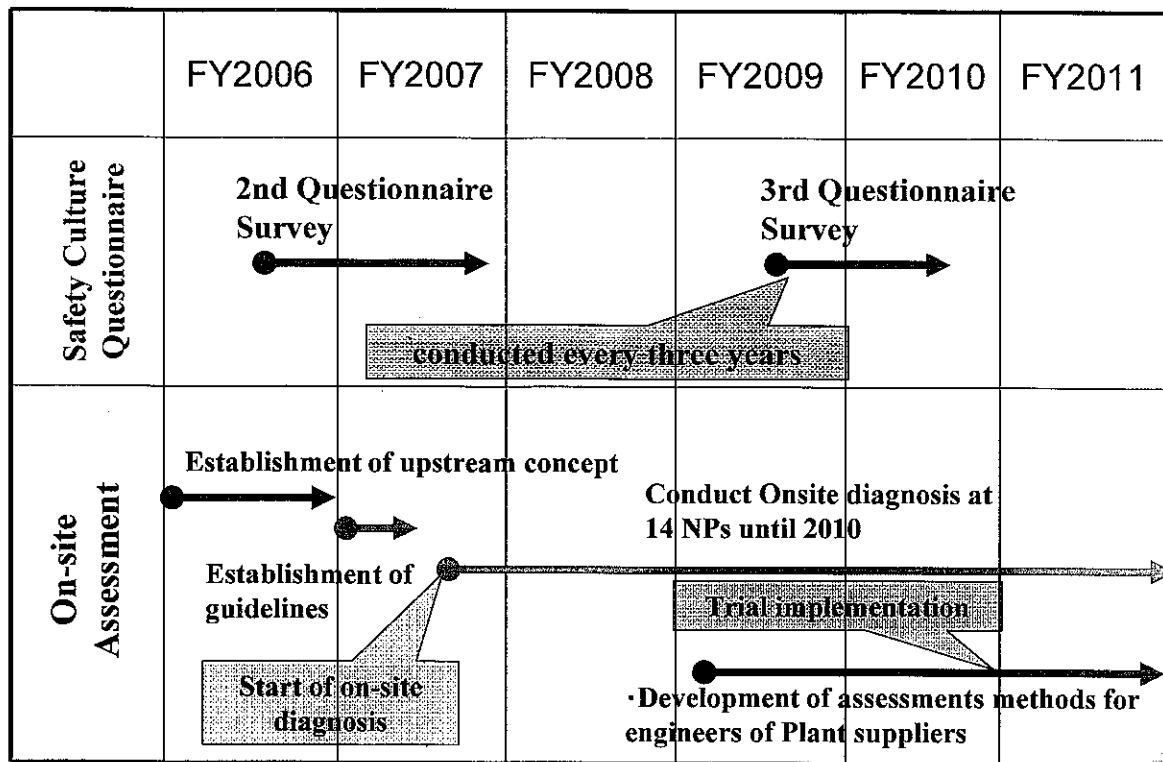 FY2006 FY2007 FY2008 FY2009 FY2010 FY2011
Safety Culture
Questionnaire
2nd Questionnaire
Survey
3rd Questionnaire
Survey
conducted every three years
On-site
Assessment
Establishment of upstream concept
Conduct Onsite diagnosis at
14 NPs until 2010
Establishment of
guidelines
Trial implementation
Start of on-site
diagnosis
·Development of assessments methods for
engineers of Plant suppliers